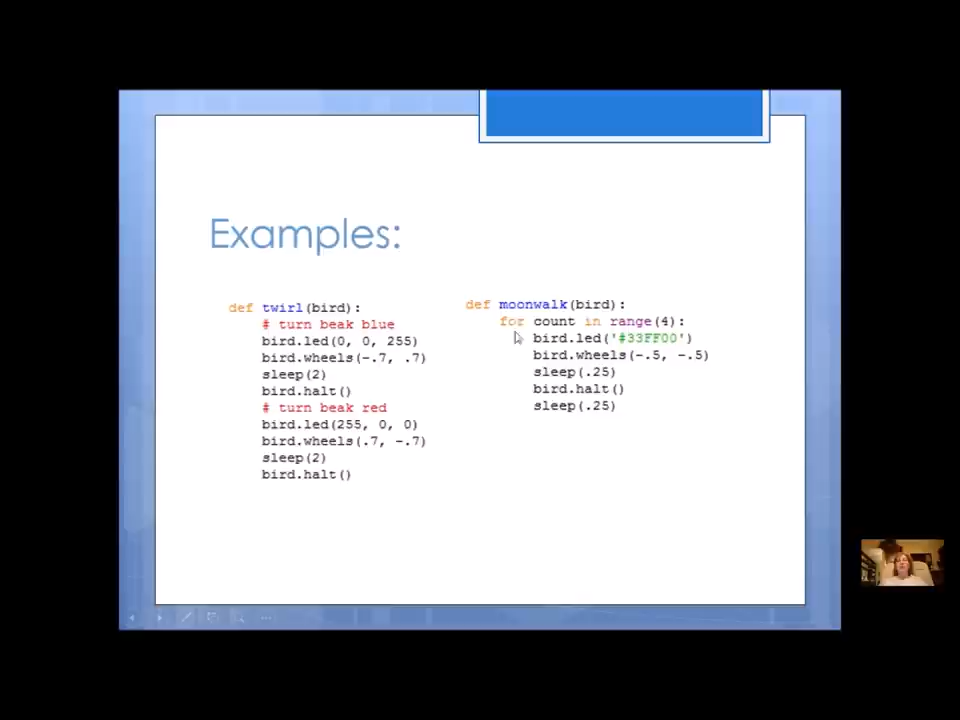 Examples:
def twirl(bird):
    # turn beak blue
    bird.led(0, 0, 255)
    bird.wheels(-.7, .7)
    sleep(2)
    bird.halt()
    # turn beak red
    bird.led(255, 0, 0)
    bird.wheels(.7, -.7)
    sleep(2)
    bird.halt()
def moonwalk(bird):
    for count in range(4):
        bird.led('#33FF00')
        bird.wheels(-.5, -.5)
        sleep(.25)
        bird.halt()
        sleep(.25)